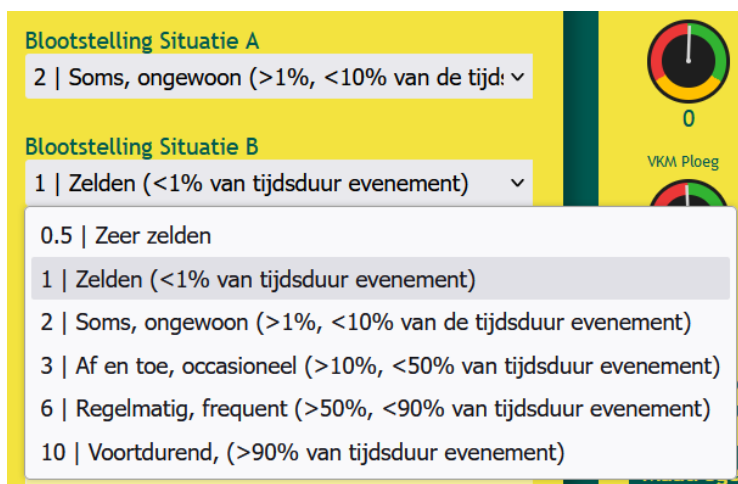 Blootstelling Situatie A
2 | Soms, ongewoon (>1%, <10% van de tijds
0
Blootstelling Situatie B
VKM Ploeg
1 | Zelden (<1% van tijdsduur evenement)
0.5 | Zeer zelden
1 | Zelden (<1% van tijdsduur evenement)
2 | Soms, ongewoon (>1%, <10% van de tijdsduur evenement)
3 | Af en toe, occasioneel (>10%, <50% van tijdsduur evenement)
6 | Regelmatig, frequent (>50%, <90% van tijdsduur evenement)
10 | Voortdurend, (>90% van tijdsduur evenement)